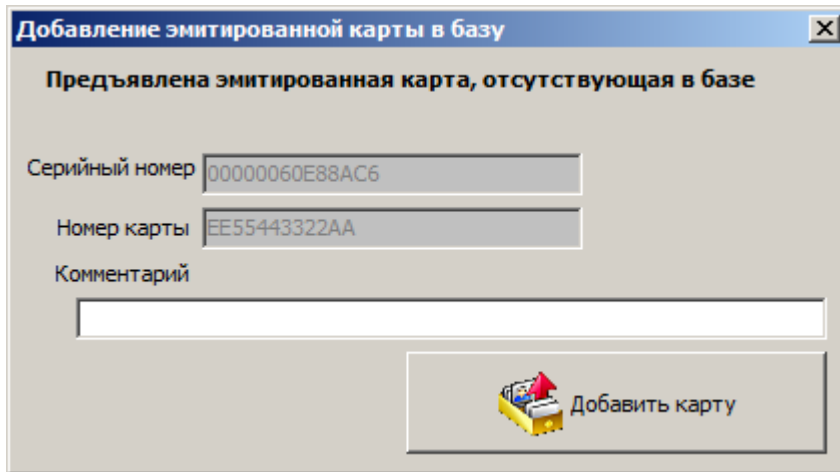 Добавление эмитированной карты в базу
Предъявлена эмитированная карта, отсутствующая в базе
Серийный номер 00000060E88AC6
Номер карты EE55443322AA
Комментарий
Добавить карту